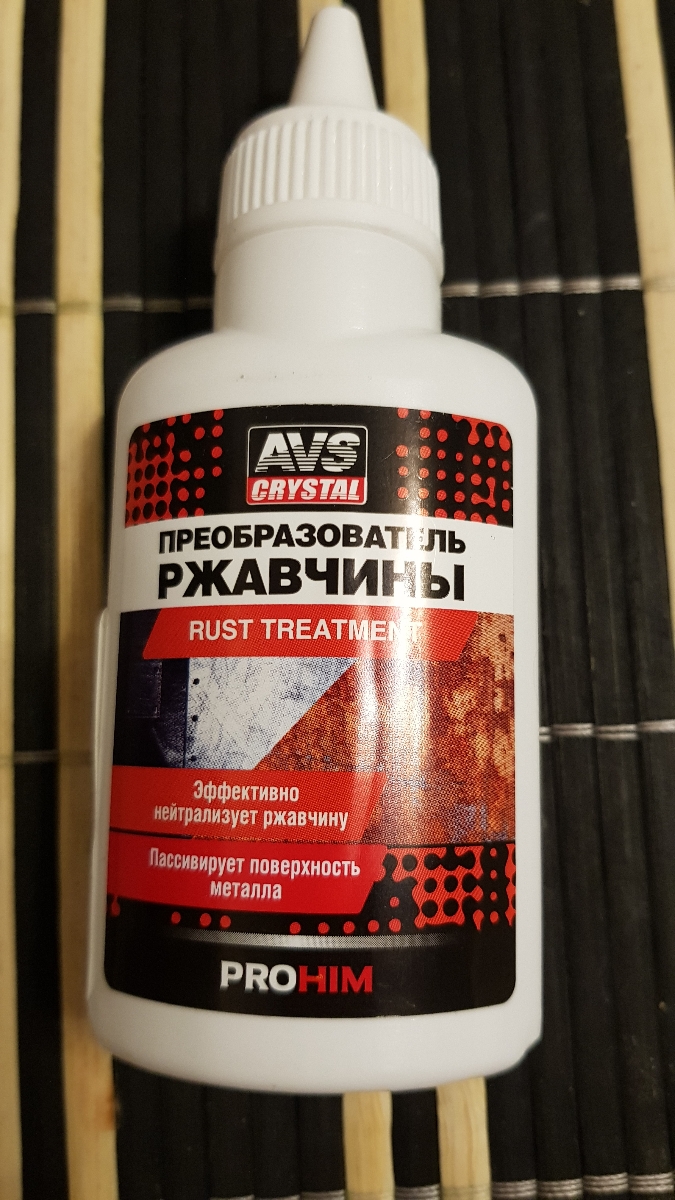 AVS
CRYSTAL
ПРЕОБРАЗОВАТЕЛЬ
РЖАВЧИНЫ
RUST TREATMENT
Эффективно
нейтрализует ржавчину
Пассивирует поверхность
металла
PROHIM